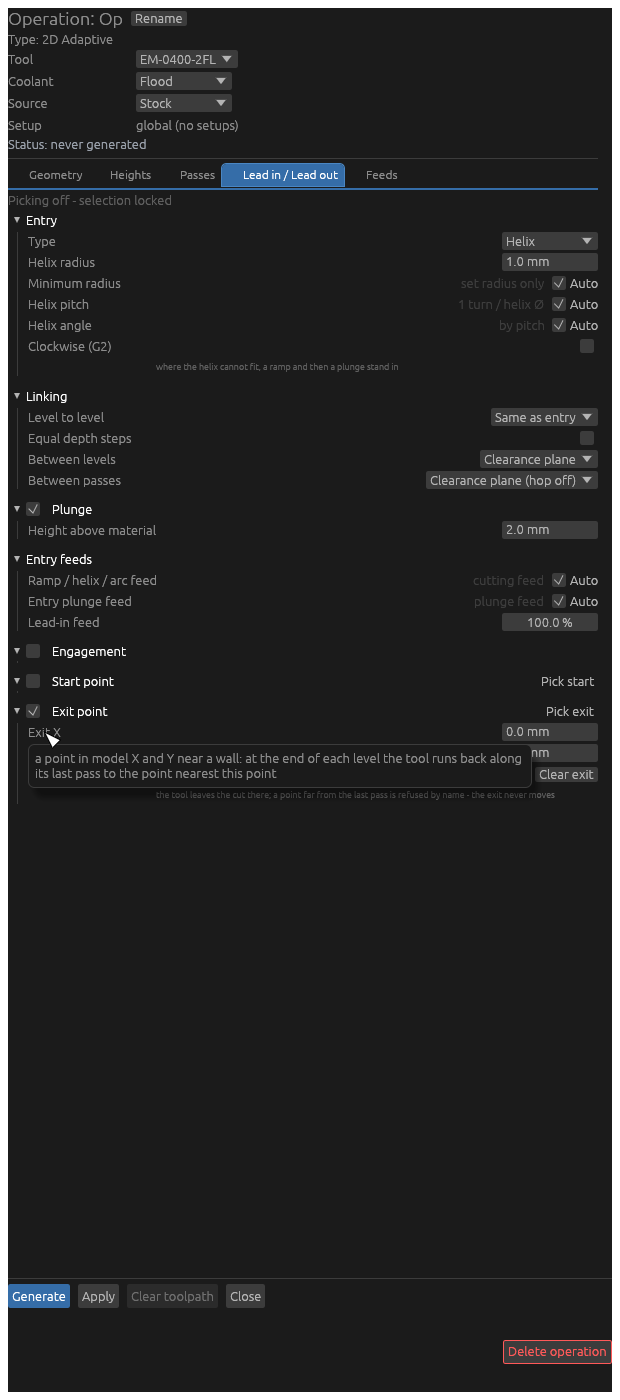 Operation: Op Rename
Type: 2D Adaptive
Tool EM-0400-2FL
Coolant Flood
Source Stock
Setup global (no setups)
Status: never generated
Geometry Heights Passes Lead in / Lead out Feeds
Picking off - selection locked
Entry
Type Helix
Helix radius 1.0 mm
Minimum radius set radius only Auto
Helix pitch 1 turn / helix Ø Auto
Helix angle by pitch Auto
Clockwise (G2)
where the helix cannot fit, a ramp and then a plunge stand in
Linking
Level to level Same as entry
Equal depth steps
Between levels Clearance plane
Between passes Clearance plane (hop off)
Plunge
Height above material 2.0 mm
Entry feeds
Ramp / helix / arc feed cutting feed Auto
Entry plunge feed plunge feed Auto
Lead-in feed 100.0 %
Engagement
Start point Pick start
Exit point Pick exit
Exit X 0.0 mm
mm
a point in model X and Y near a wall: at the end of each level the tool runs back along
its last pass to the point nearest this point
Clear exit
the tool leaves the cut there; a point far from the last pass is refused by name - the exit never moves
Generate Apply Clear toolpath Close
Delete operation